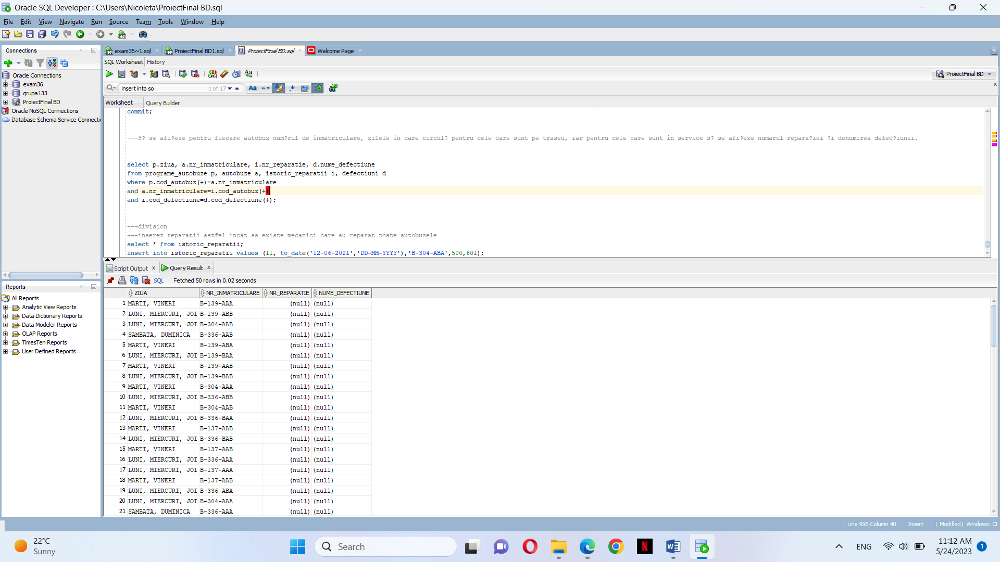 Oracle SQL Developer : C:\Users\Nicoleta\ProiectFinal BD.sql
File Edit View Navigate Run Source Team Tools Window Help
Connections
Oracle Connections
exam36
grupa133
ProiectFinal BD
Oracle NoSQL Connections
Database Schema Service Connecti
Reports
All Reports
Analytic View Reports
Data Dictionary Reports
Data Modeler Reports
OLAP Reports
TimesTen Reports
User Defined Reports
exam36~1.sql ProiectFinal BD1.sql ProiectFinal BD.sql Welcome Page
SQL Worksheet History
ProiectFinal BD
insert into so 1 of 17
Worksheet Query Builder
commit;
---S? se afi?eze pentru fiecare autobuz num?rul de înmatriculare, zilele în care circul? pentru cele care sunt pe traseu, iar pentru cele care sunt în service s? se afi?eze numarul repara?iei ?i denumirea defec?iunii.
select p.ziua, a.nr_inmatriculare, i.nr_reparatie, d.nume_defectiune
from programe_autobuze p, autobuze a, istoric_reparatii i, defectiuni d
where p.cod_autobuz(+)=a.nr_inmatriculare
and a.nr_inmatriculare=i.cod_autobuz(+)
and i.cod_defectiune=d.cod_defectiune(+);
---division
---inserez reparatii astfel incat sa existe mecanici care au reparat toate autobuzele
select * from istoric_reparatii;
insert into istoric_reparatii values (11, to_date('12-06-2021','DD-MM-YYYY'),'B-304-ABA',500,601);
Script Output Query Result
SQL Fetched 50 rows in 0.02 seconds
ZIUA NR_INMATRICULARE NR_REPARATIE NUME_DEFECTIUNE
1 MARTI, VINERI B-139-AAA (null) (null)
2 LUNI, MIERCURI, JOI B-139-ABB (null) (null)
3 LUNI, MIERCURI, JOI B-304-AAB (null) (null)
4 SAMBATA, DUMINICA B-336-AAB (null) (null)
5 MARTI, VINERI B-139-ABA (null) (null)
6 LUNI, MIERCURI, JOI B-139-BAA (null) (null)
7 MARTI, VINERI B-139-AAB (null) (null)
8 LUNI, MIERCURI, JOI B-139-BAB (null) (null)
9 MARTI, VINERI B-304-AAA (null) (null)
10 LUNI, MIERCURI, JOI B-336-ABB (null) (null)
11 MARTI, VINERI B-304-AAB (null) (null)
12 LUNI, MIERCURI, JOI B-336-BAA (null) (null)
13 MARTI, VINERI B-137-AAB (null) (null)
14 LUNI, MIERCURI, JOI B-336-BAB (null) (null)
15 MARTI, VINERI B-137-AAB (null) (null)
16 LUNI, MIERCURI, JOI B-336-AAA (null) (null)
17 LUNI, MIERCURI, JOI B-137-AAA (null) (null)
18 MARTI, VINERI B-137-AAB (null) (null)
19 LUNI, MIERCURI, JOI B-336-ABA (null) (null)
20 LUNI, MIERCURI, JOI B-304-AAA (null) (null)
21 SAMBATA, DUMINICA B-336-AAA (null) (null)
Line 996 Column 40 Insert Modified Windows: CF
22°C
Sunny
Search
ENG
11:12 AM
5/24/2023
1